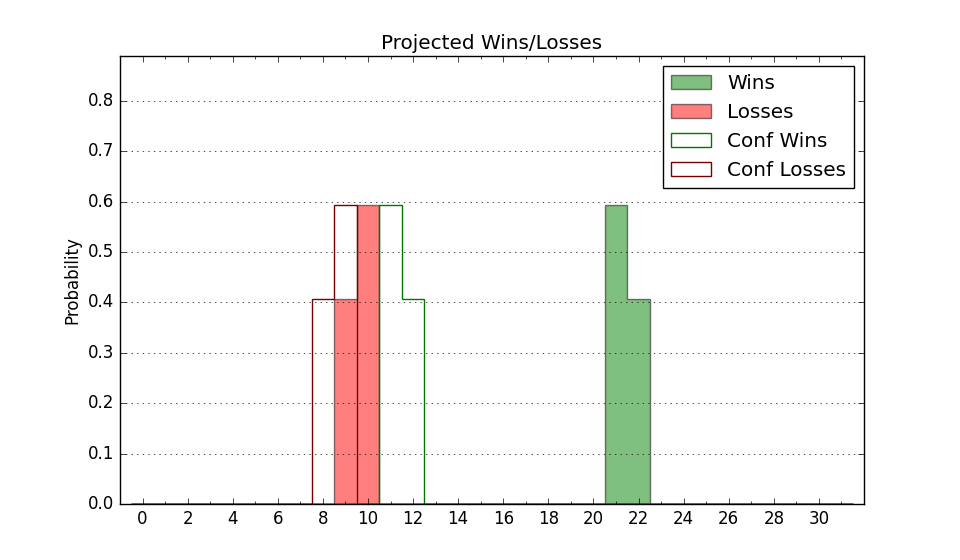 Projected Wins/Losses
Wins
Losses
Conf Wins
Conf Losses
Probability
0.8
0.7
0.6
0.5
0.4
0.3
0.2
0.1
0.0
0 2 4 6 8 10 12 14 16 18 20 22 24 26 28 30